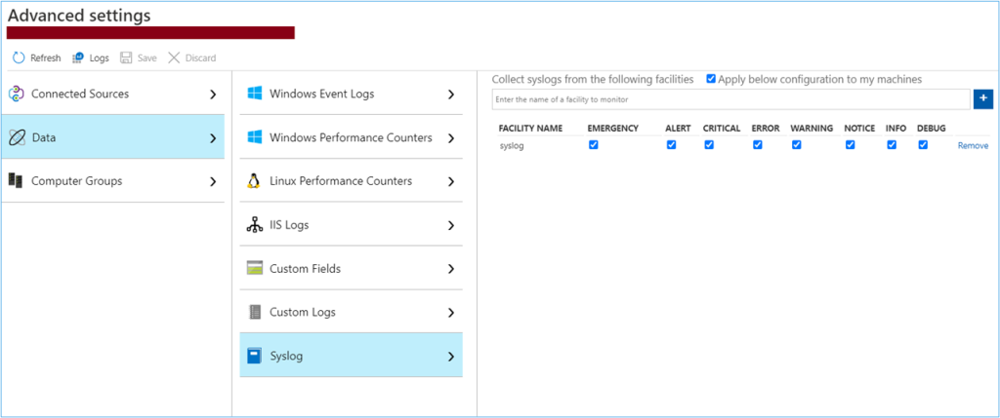 Advanced settings
Refresh Logs Save Discard
Connected Sources
Data
Computer Groups
Windows Event Logs
Windows Performance Counters
Linux Performance Counters
IIS Logs
Custom Fields
Custom Logs
Syslog
Collect syslogs from the following facilities Apply below configuration to my machines
Enter the name of a facility to monitor
FACILITY NAME EMERGENCY ALERT CRITICAL ERROR WARNING NOTICE INFO DEBUG
syslog Remove